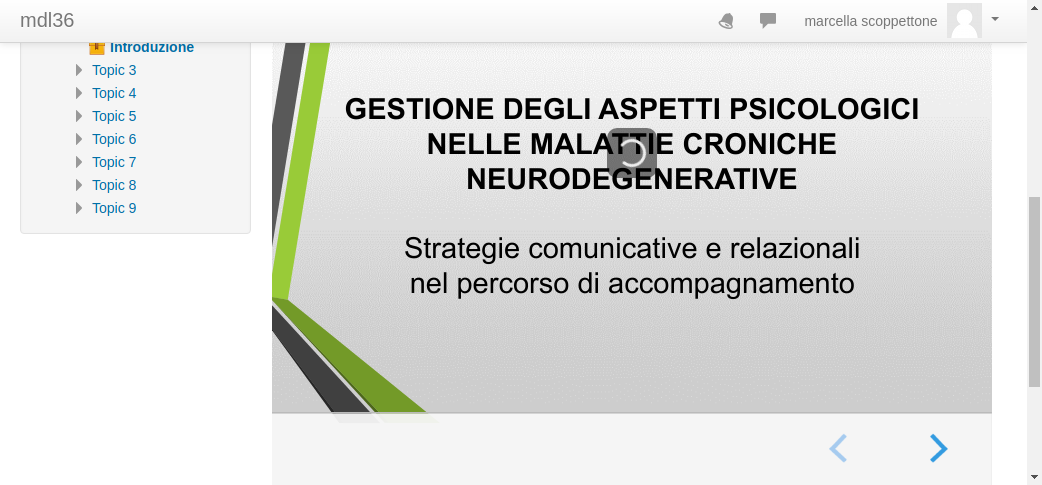 mdl36
marcella scoppettone
Introduzione
Topic 3
Topic 4
Topic 5
Topic 6
Topic 7
Topic 8
Topic 9
GESTIONE DEGLI ASPETTI PSICOLOGICI
NELLE MALATTIE CRONICHE
NEURODEGENERATIVE
Strategie comunicative e relazionali
nel percorso di accompagnamento